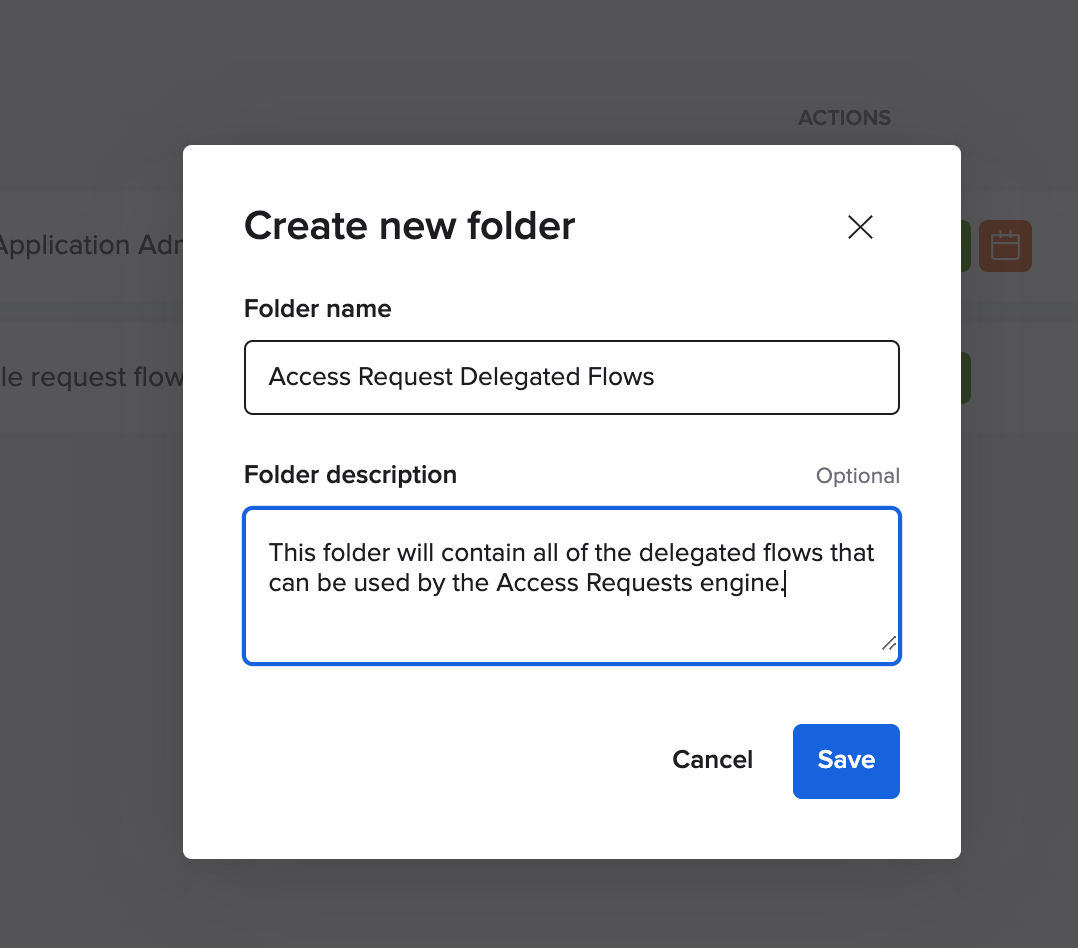 ACTIONS
Create new folder
Application Adm
Folder name
Access Request Delegated Flows
le request flow
Folder description
Optional
This folder will contain all of the delegated flows that
can be used by the Access Requests engine.
Cancel
Save